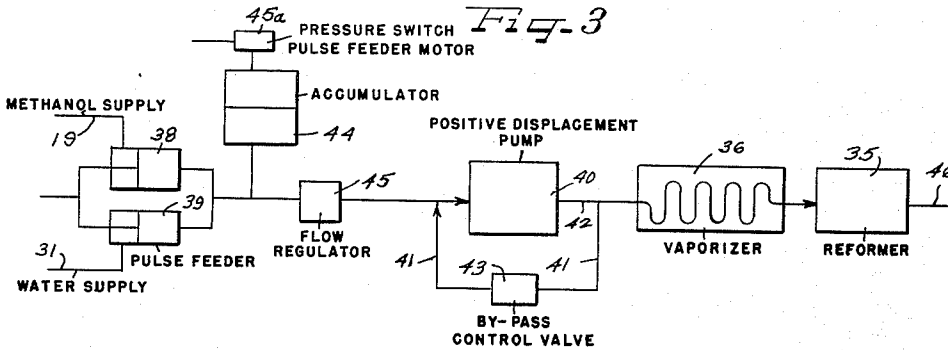 Fig-3
45a
PRESSURE SWITCH
PULSE FEEDER MOTOR
ACCUMULATOR
44
METHANOL SUPPLY
19
38
39
31
PULSE FEEDER
WATER SUPPLY
45
FLOW
REGULATOR
POSITIVE DISPLAGEMENT
PUMP
40
42
41
41
43
BY-PASS
CONTROL VALVE
36
VAPORIZER
35
REFORMER
46